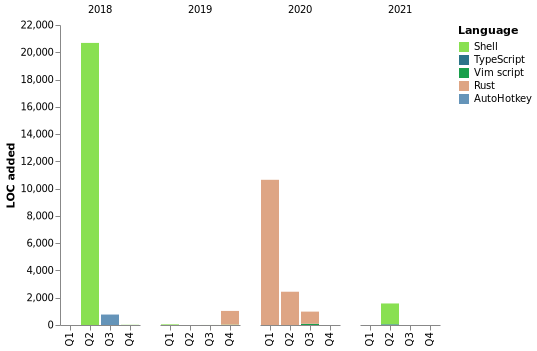 2018 2019 2020 2021
Language
Shell
TypeScript
Vim script
Rust
AutoHotkey
LOC added
22,000
20,000
18,000
16,000
14,000
12,000
10,000
8,000
6,000
4,000
2,000
0
Q1 Q2 Q3 Q4 Q1 Q2 Q3 Q4 Q1 Q2 Q3 Q4 Q1 Q2 Q3 Q4